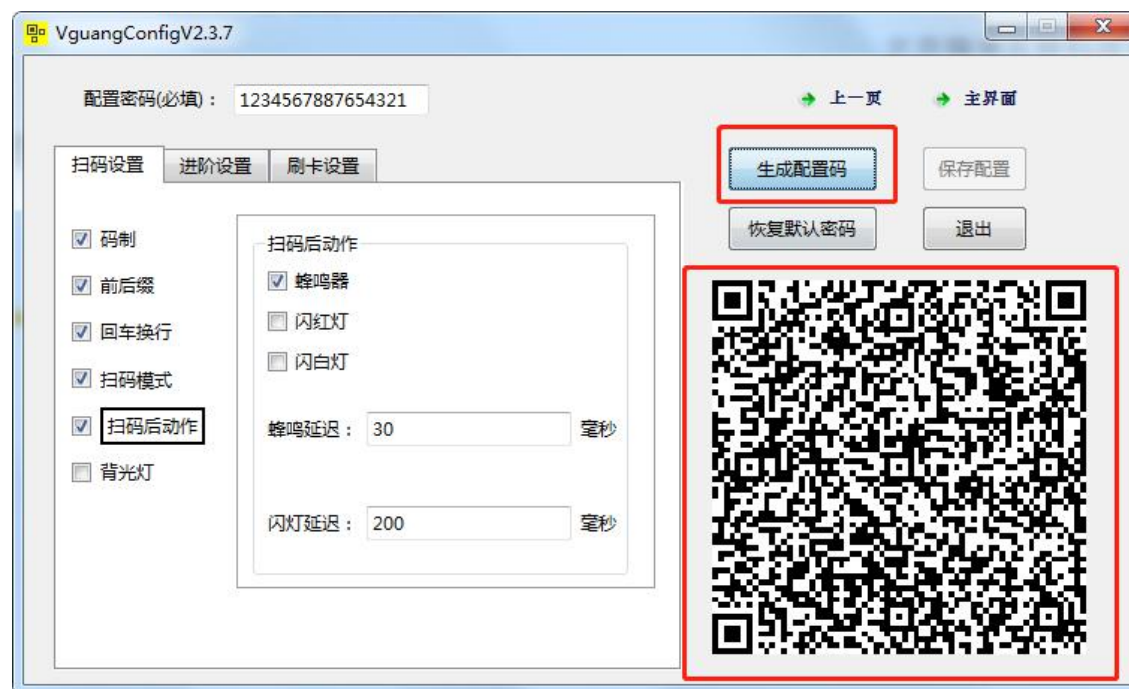 VguangConfigV2.3.7
配置密码(必填)： 1234567887654321
上一页 主界面
扫码设置 进阶设置 刷卡设置
生成配置码 保存配置
恢复默认密码 退出
码制
前后缀
回车换行
扫码模式
扫码后动作
背光灯
扫码后动作
蜂鸣器
闪红灯
闪白灯
蜂鸣延迟： 30 毫秒
闪灯延迟： 200 毫秒